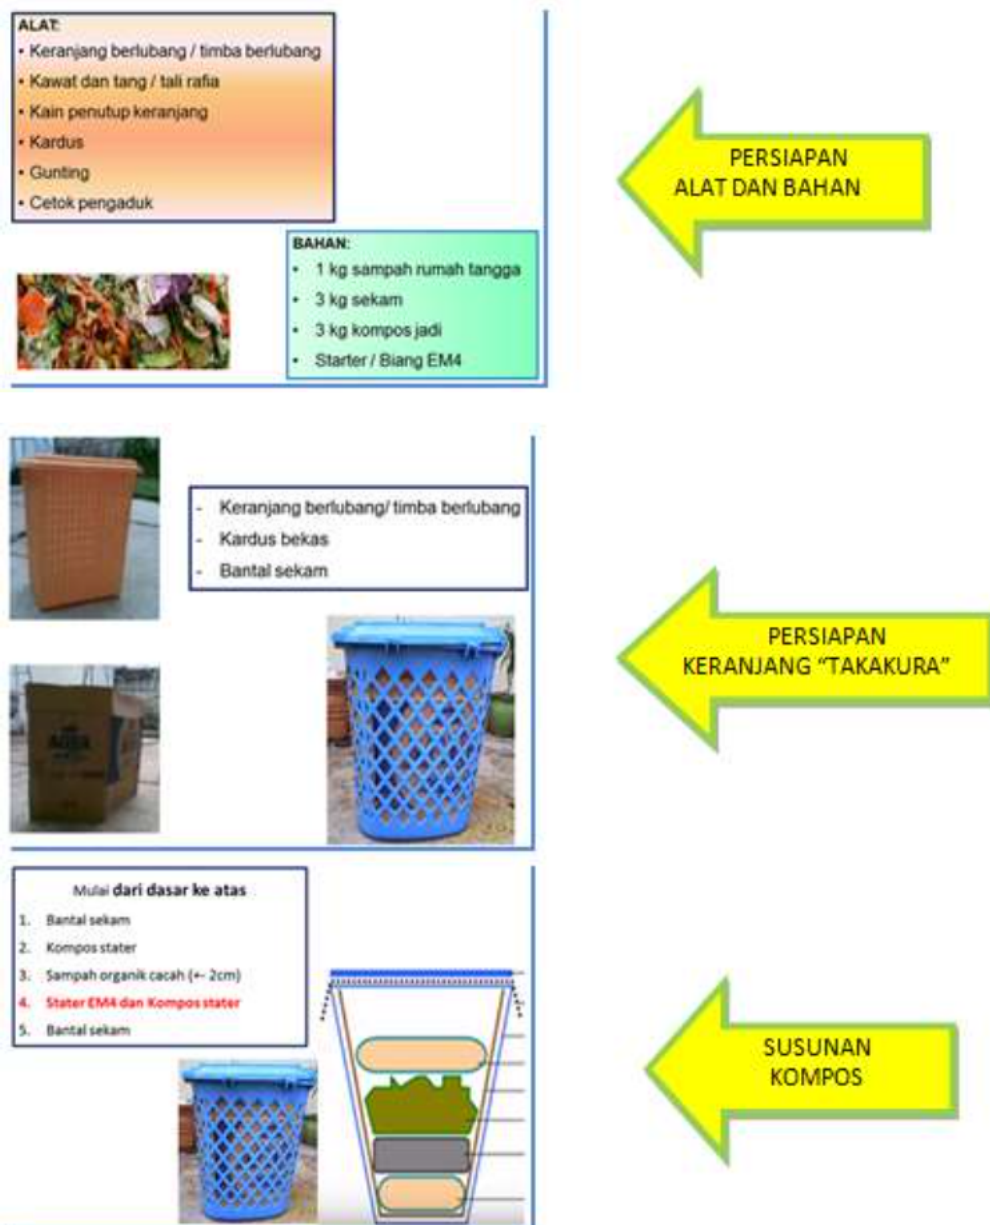 ALAT:
• Keranjang berlubang / timba berlubang
• Kawat dan tang / tali rafia
• Kain penutup keranjang
• Kardus
• Gunting
• Cetok pengaduk
PERSIAPAN
ALAT DAN BAHAN
BAHAN:
• 1 kg sampah rumah tangga
• 3 kg sekam
• 3 kg kompos jadi
• Starter / Biang EM4
- Keranjang berlubang/ timba berlubang
- Kardus bekas
- Bantal sekam
PERSIAPAN
KERANJANG “TAKAKURA”
AQUA
Mulai dari dasar ke atas
1. Bantal sekam
2. Kompos stater
3. Sampah organik cacah (+- 2cm)
4. Stater EM4 dan Kompos stater
5. Bantal sekam
SUSUNAN
KOMPOS